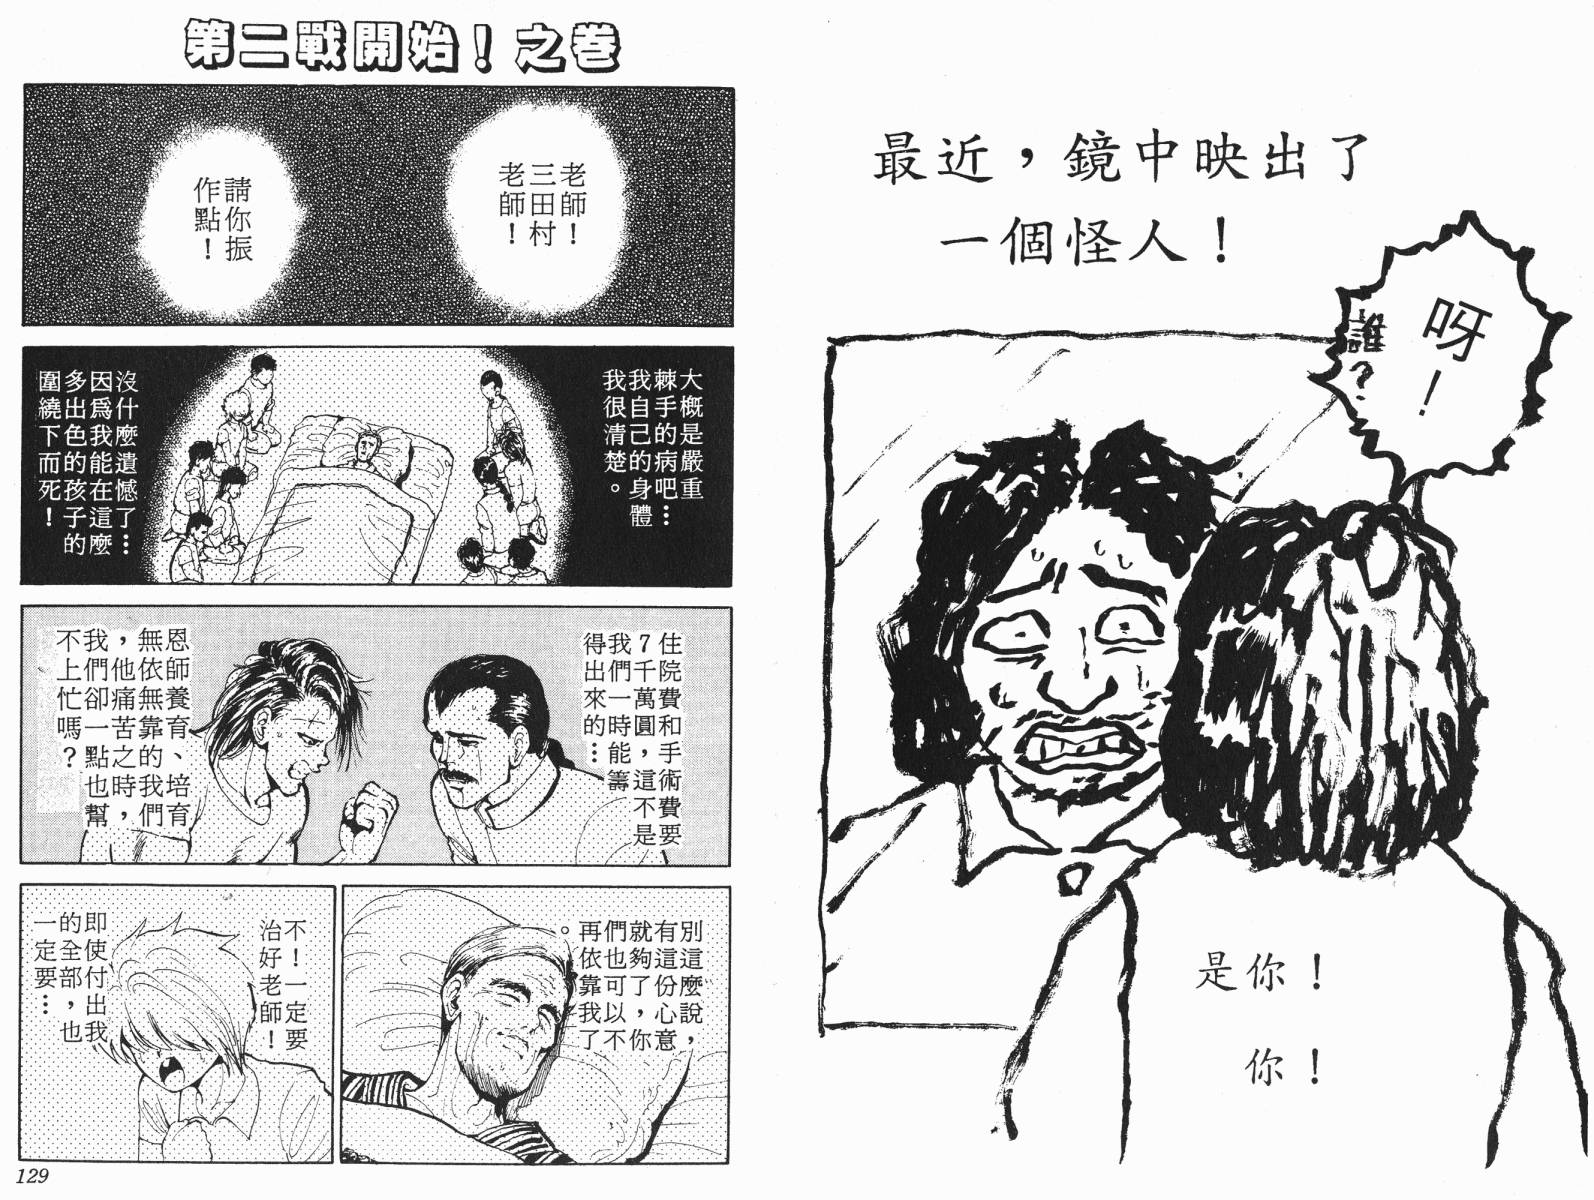 最近，鏡中映出了
一個怪人！
呀！
誰？
是你！
你！
第二戰開始！之巻
老師！
三田村
老師！
請你振
作點！
大概是嚴重
棘手的病吧…
我自己的身體
我很清楚。
沒什麼遺憾了…
因爲我能在這麼
多出色的孩子的
圍繞下而死！
住院費和手術費要
7千萬圓，這不是
我們一時能籌
得出來的…
恩師養育、培育
無依無靠的我們
，他痛苦之時，
我們卻一點也幫
不上忙嗎？
別這麼說，
有這份心意
就夠了，你
們也可以不
再依靠我了
。
不！一定要
治好老師！
即使付出我
的全部，也
一定要…
129